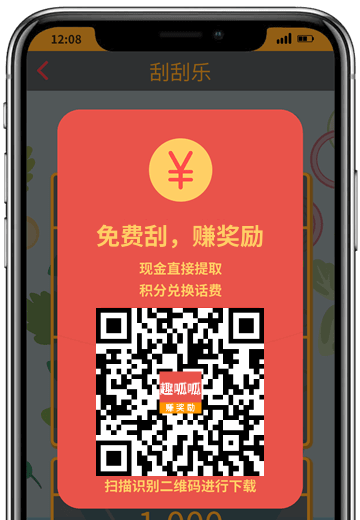 12:08
刮刮乐
¥
免费刮，赚奖励
现金直接提取
积分兑换话费
趣呱呱
赚奖励
扫描识别二维码进行下载
1,000